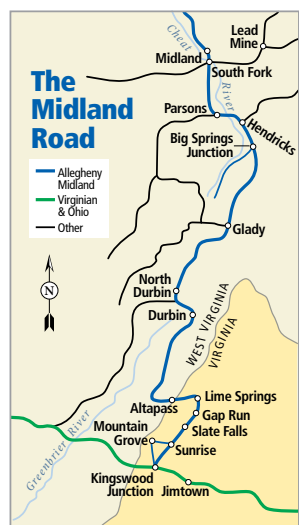 The
Midland
Road
Allegheny
Midland
Virginian
& Ohio
Other
N
Cheat
River
Lead
Mine
Midland
South Fork
Parsons
Hendricks
Big Springs
Junction
Glady
North
Durbin
Durbin
WEST VIRGINIA
VIRGINIA
Greenbrier River
Altapass
Lime Springs
Gap Run
Slate Falls
Sunrise
Mountain
Grove
Kingswood
Junction
Jimtown